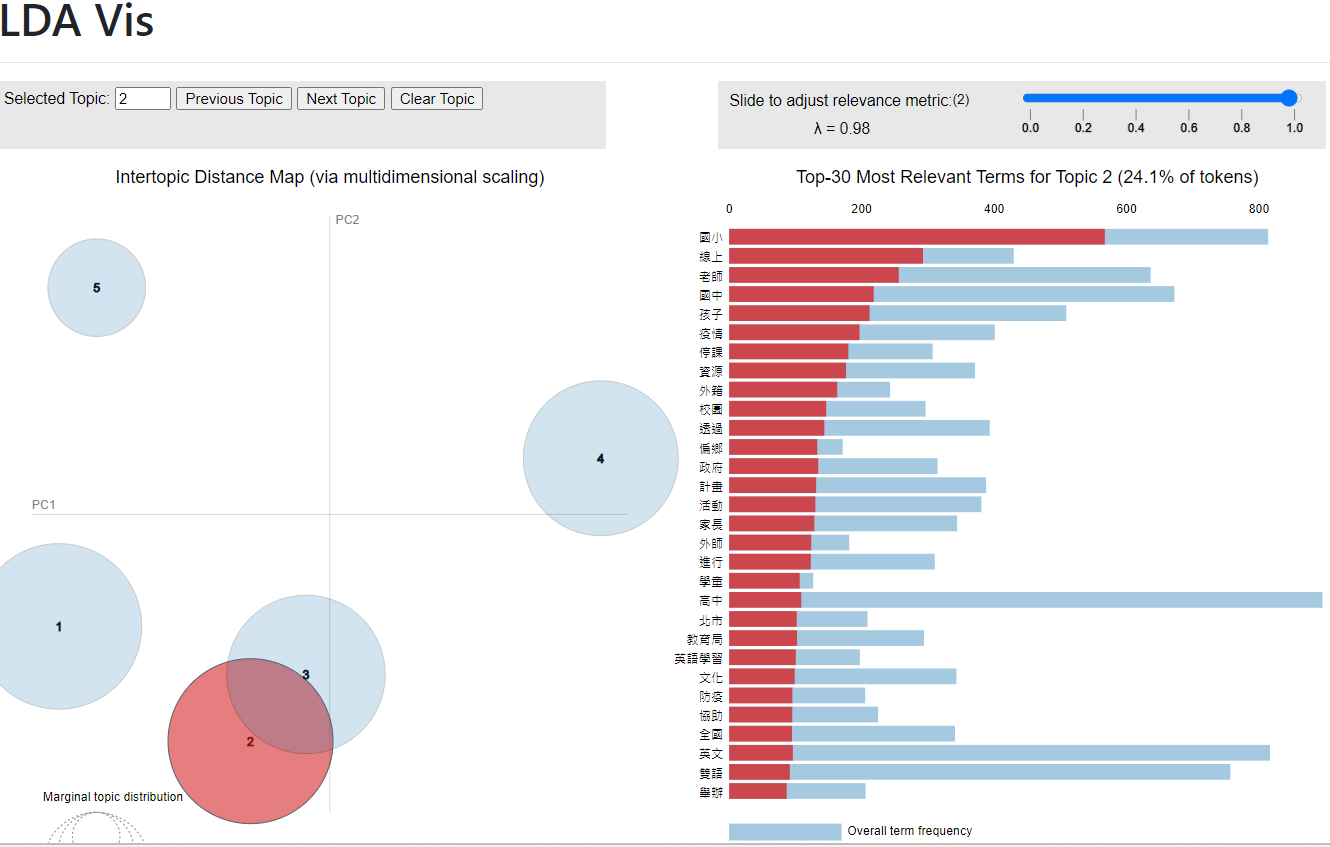 LDA Vis
Selected Topic: 2 Previous Topic Next Topic Clear Topic
Slide to adjust relevance metric:(2)
λ = 0.98
0.0 0.2 0.4 0.6 0.8 1.0
Intertopic Distance Map (via multidimensional scaling)
PC2
PC1
5
4
1
3
2
Marginal topic distribution
Top-30 Most Relevant Terms for Topic 2 (24.1% of tokens)
0 200 400 600 800
國小
線上
老師
國中
孩子
疫情
停課
資源
外籍
校園
透過
偏鄉
政府
計畫
活動
家長
外師
進行
學童
高中
北市
教育局
英語學習
文化
防疫
協助
全國
英文
雙語
舉辦
Overall term frequency